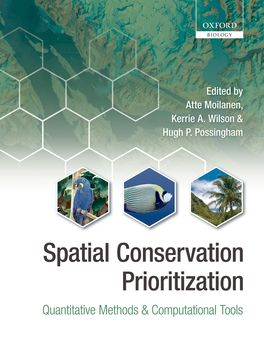 OXFORD
BIOLOGY
Edited by
Atte Moilanen,
Kerrie A. Wilson &
Hugh P. Possingham
Spatial Conservation
Prioritization
Quantitative Methods & Computational Tools